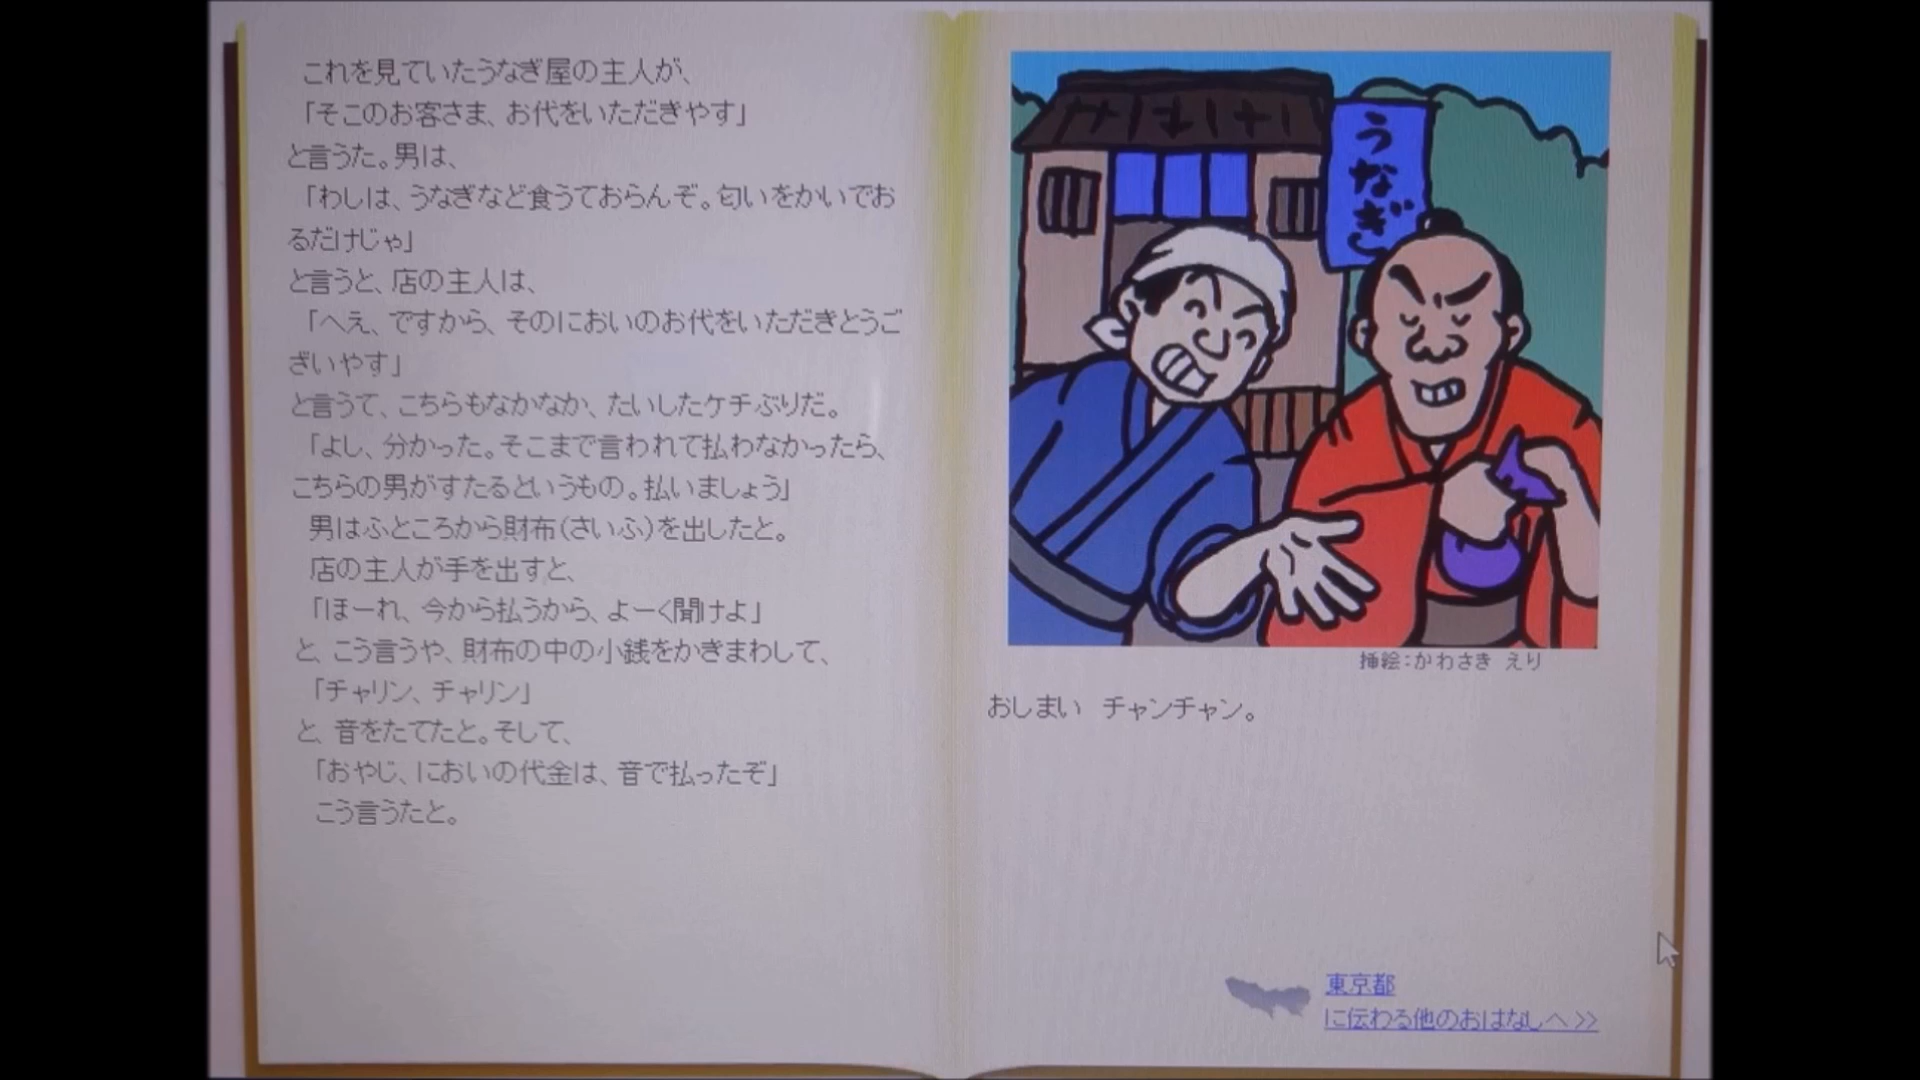 これを見ていたうなぎ屋の主人が、
「そこのお客さま、お代をいただきやす」
と言うた。男は、
「わしは、うなぎなど食うておらんぞ。匂いをかいでお
るだけじゃ」
と言うと、店の主人は、
「へえ、ですから、そのにおいのお代をいただきとうご
ざいやす」
と言うて、こちらもなかなか、たいしたケチぶりだ。
「よし、分かった。そこまで言われて払わなかったら、
こちらの男がすたるというもの。払いましょう」
男はふところから財布（さいふ）を出したと。
店の主人が手を出すと、
「ほーれ、今から払うから、よーく聞けよ」
と、こう言うや、財布の中の小銭をかきまわして、
「チャリン、チャリン」
と、音をたてたと。そして、
「おやじ、においの代金は、音で払ったぞ」
こう言うたと。
うなぎ
挿絵：かわさき えり
おしまい　チャンチャン。
東京都
に伝わる他のおはなしへ >>